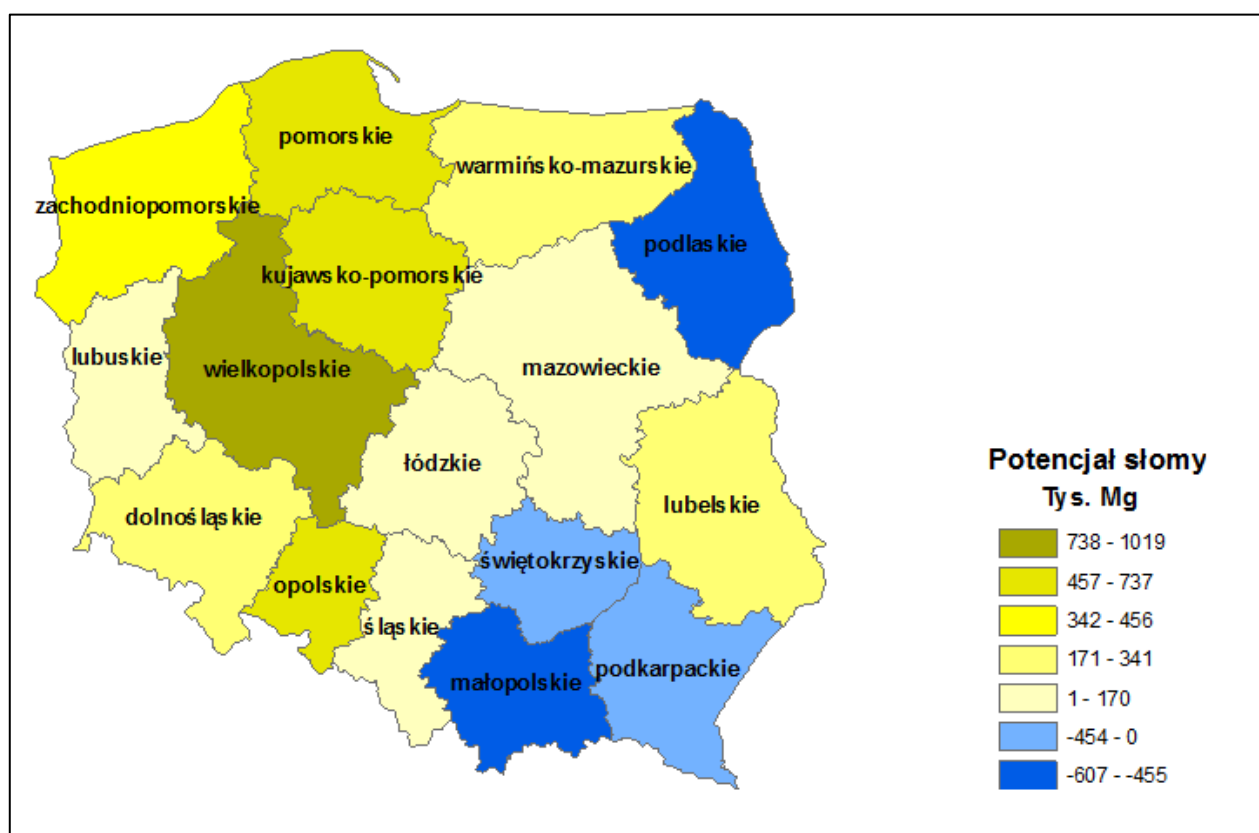 pomorskie
warmińsko-mazurskie
zachodniopomorskie
podlaskie
kujawsko-pomorskie
lubuskie
wielkopolskie
mazowieckie
łódzkie
lubelskie
dolnośląskie
świętokrzyskie
opolskie
śląskie
podkarpackie
małopolskie
Potencjał słomy
Tys. Mg
738 - 1019
457 - 737
342 - 456
171 - 341
1 - 170
-454 - 0
-607 - -455